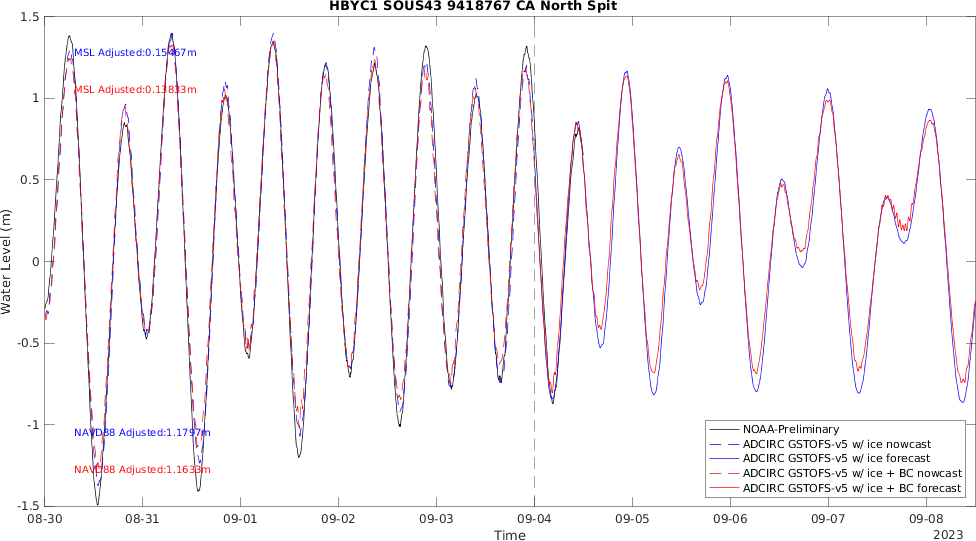 HBYC1 SOUS43 9418767 CA North Spit
1.5
1
0.5
0
-0.5
-1
-1.5
Water Level (m)
MSL Adjusted:0.15467m
MSL Adjusted:0.13833m
NAVD88 Adjusted:1.1797m
NAVD88 Adjusted:1.1633m
NOAA-Preliminary
ADCIRC GSTOFS-v5 w/ ice nowcast
ADCIRC GSTOFS-v5 w/ ice forecast
ADCIRC GSTOFS-v5 w/ ice + BC nowcast
ADCIRC GSTOFS-v5 w/ ice + BC forecast
08-30 08-31 09-01 09-02 09-03 09-04 09-05 09-06 09-07 09-08
Time
2023